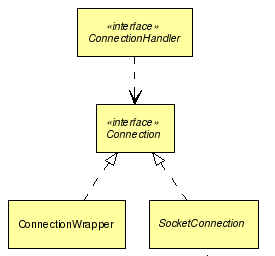 «interface»
ConnectionHandler
«interface»
Connection
ConnectionWrapper
SocketConnection